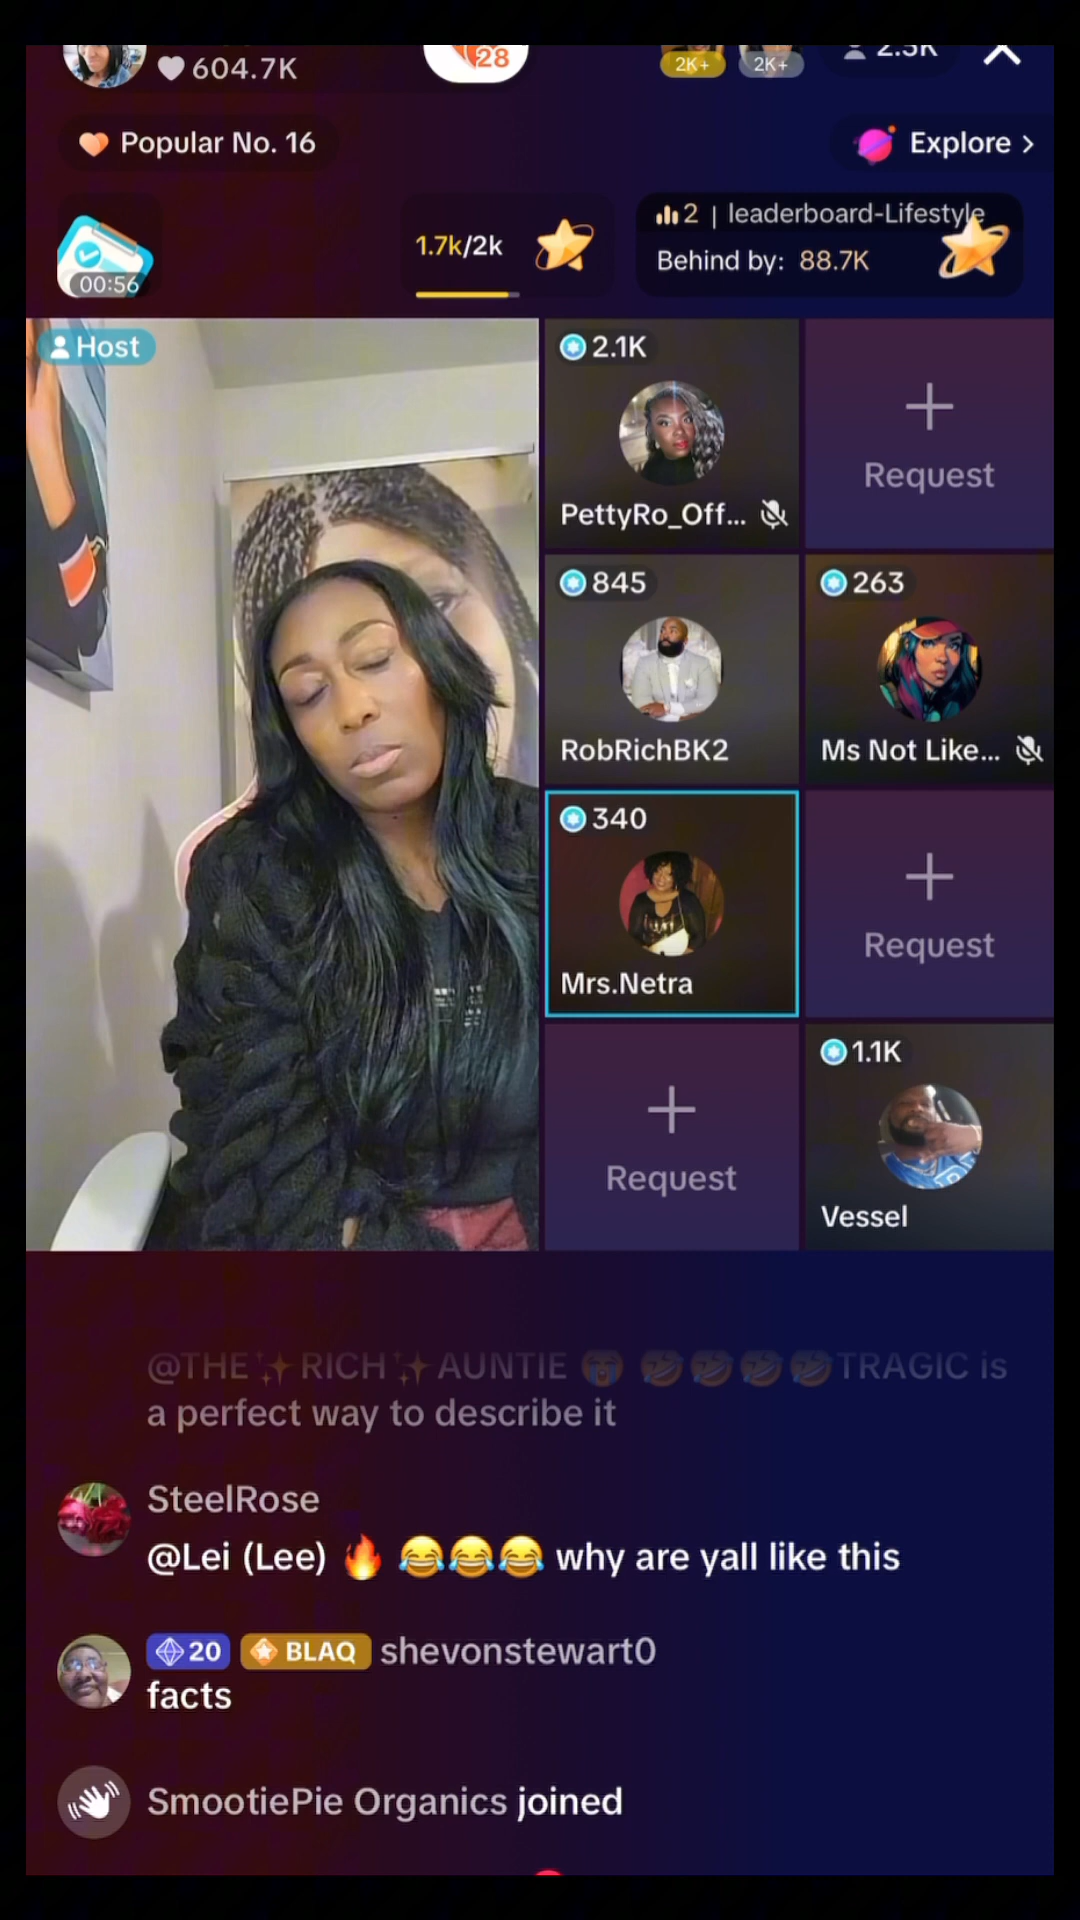 604.7K
28
2K+
2K+
2.3K
Popular No. 16
Explore >
00:56
1.7k/2k
2 | leaderboard-Lifestyle
Behind by: 88.7K
Host
2.1K
PettyRo_Off...
Request
845
RobRichBK2
263
Ms Not Like...
340
Mrs.Netra
Request
Request
1.1K
Vessel
@THE✨RICH✨AUNTIE 😭 🤣🤣🤣🤣TRAGIC is
a perfect way to describe it
SteelRose
@Lei (Lee) 🔥 😂😂😂 why are yall like this
20 BLAQ shevonstewart0
facts
SmootiePie Organics joined